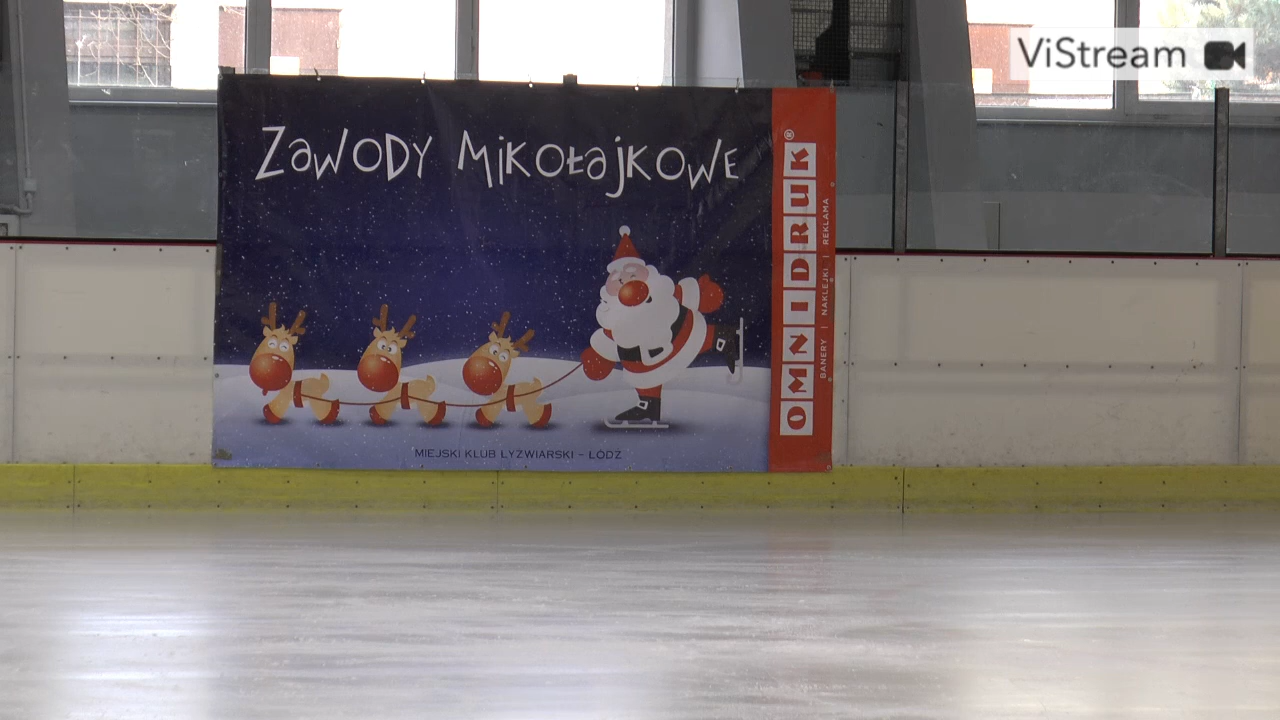 ViStream
Zawody Mikołajkowe
OMNIDRUK®
BANERY | NAKLEJKI | REKLAMA
MIEJSKI KLUB ŁYŻWIARSKI – ŁÓDŹ